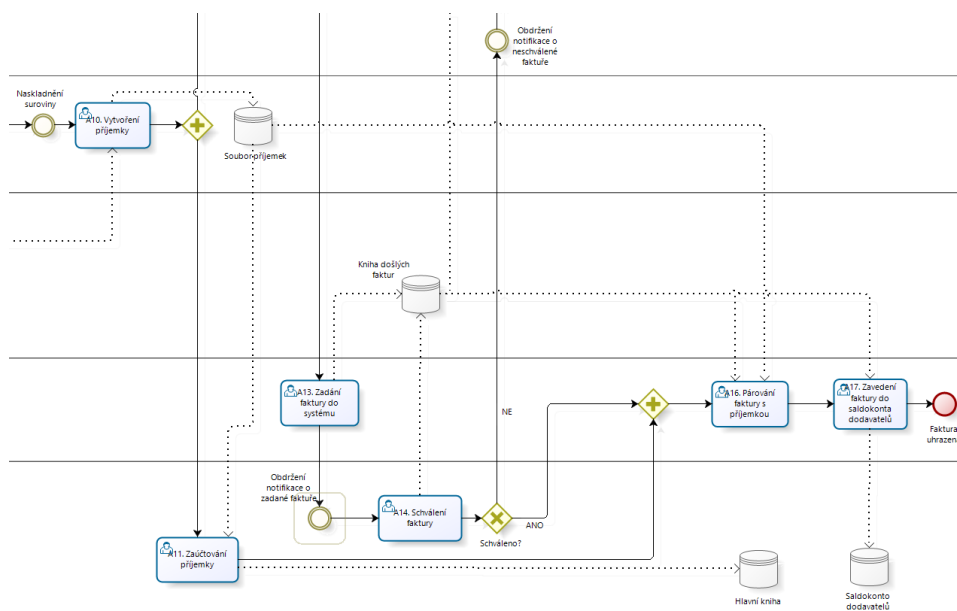 Obdržení
notifikace o
neschválené
faktuře
Naskladnění
suroviny
A10. Vytvoření
příjemky
Soubor příjemek
Kniha došlých
faktur
A13. Zadání
faktury do
systému
NE
A16. Párování
faktury s
příjemkou
A17. Zavedení
faktury do
saldokonta
dodavatelů
Faktura
uhrazen
Obdržení
notifikace o
zadané faktuře
A14. Schválení
faktury
ANO
Schváleno?
A11. Zaúčtování
příjemky
Hlavní kniha
Saldokonto
dodavatelů